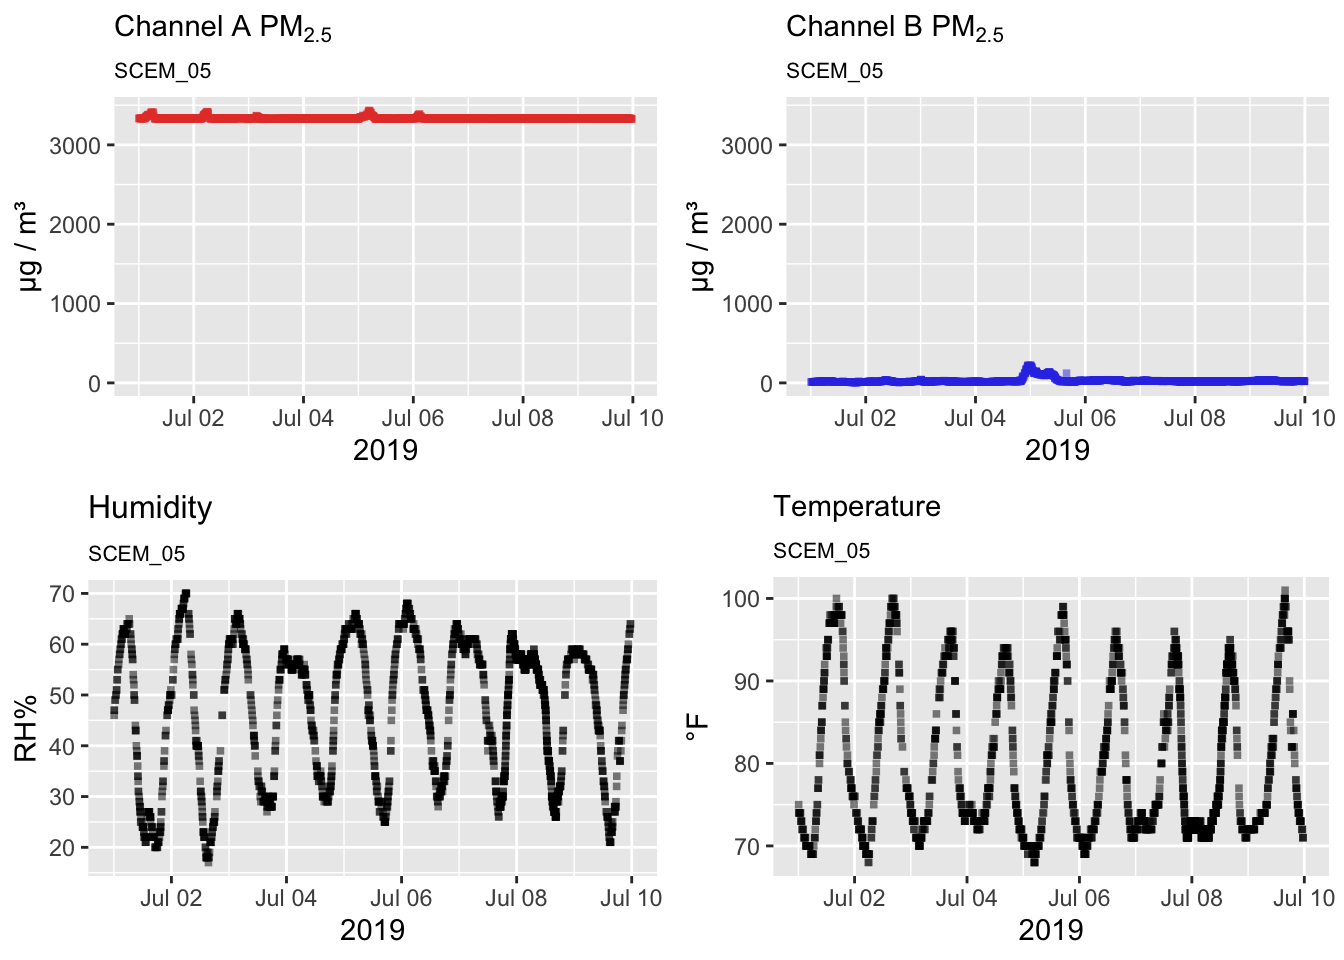 Channel A PM2.5
SCEM_05
3000
2000
1000
0
µg / m³
Jul 02 Jul 04 Jul 06 Jul 08 Jul 10
2019
Channel B PM2.5
SCEM_05
3000
2000
1000
0
µg / m³
Jul 02 Jul 04 Jul 06 Jul 08 Jul 10
2019
Humidity
SCEM_05
70
60
50
40
30
20
RH%
Jul 02 Jul 04 Jul 06 Jul 08 Jul 10
2019
Temperature
SCEM_05
100
90
80
70
°F
Jul 02 Jul 04 Jul 06 Jul 08 Jul 10
2019